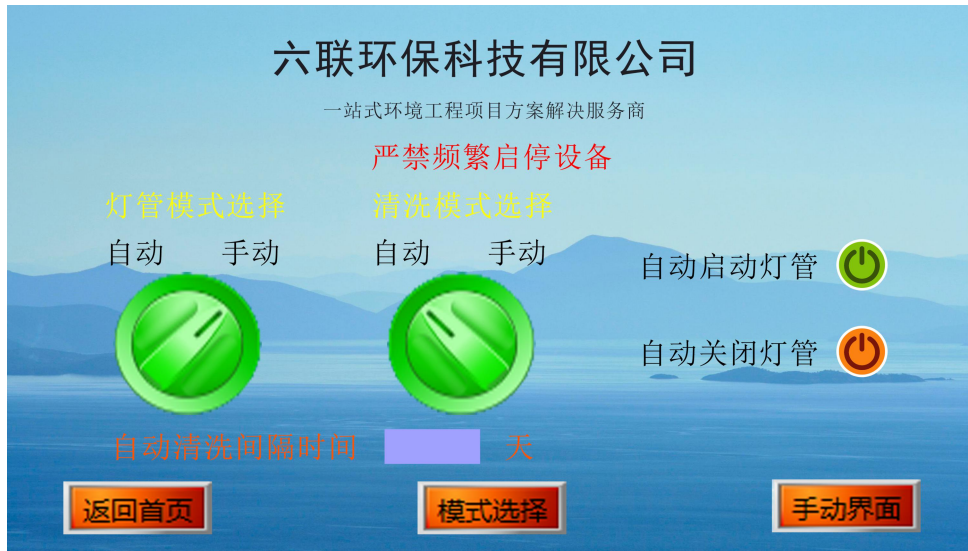 六联环保科技有限公司
一站式环境工程项目方案解决服务商
严禁频繁启停设备
灯管模式选择 清洗模式选择
自动 手动 自动 手动
自动启动灯管
自动关闭灯管
自动清洗间隔时间 天
返回首页 模式选择 手动界面